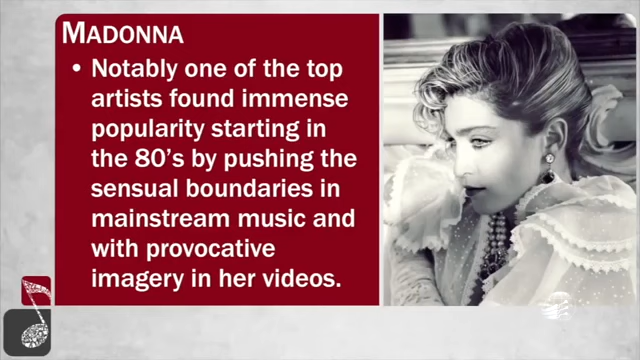 MADONNA
• Notably one of the top
artists found immense
popularity starting in
the 80's by pushing the
sensual boundaries in
mainstream music and
with provocative
imagery in her videos.